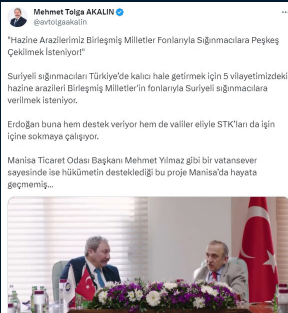 Mehmet Tolga AKALIN
@avtolgaakalin
"Hazine Arazilerimiz Birleşmiş Milletler Fonlarıyla Sığınmacılara Peşkeş
Çekilmek İsteniyor!"
Suriyeli sığınmacıları Türkiye'de kalıcı hale getirmek için 5 vilayetimizdeki
hazine arazileri Birleşmiş Milletler'in fonlarıyla Suriyeli sığınmacılara
verilmek isteniyor.
Erdoğan buna hem destek veriyor hem de valiler eliyle STK'ları da işin
içine sokmaya çalışıyor.
Manisa Ticaret Odası Başkanı Mehmet Yılmaz gibi bir vatansever
sayesinde ise hükümetin desteklediği bu proje Manisa'da hayata
geçmemiş...